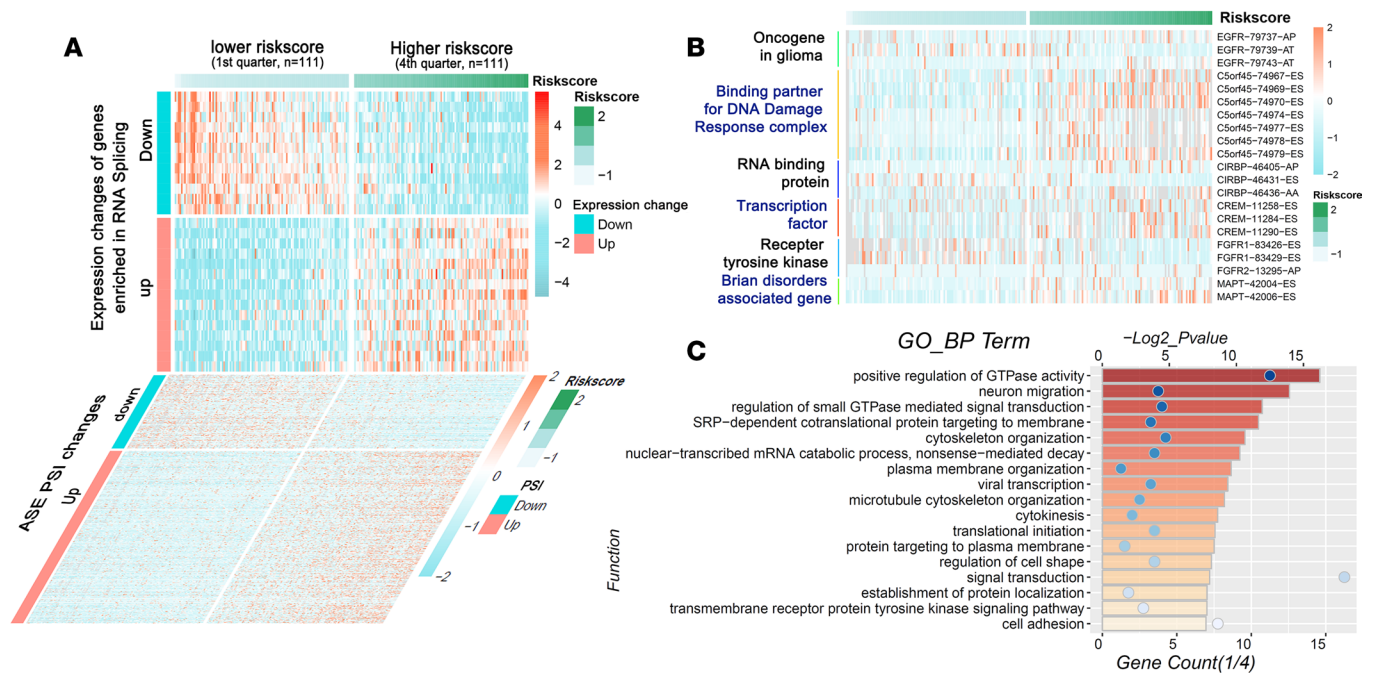 A
lower riskscore
(1st quarter, n=111)
Higher riskscore
(4th quarter, n=111)
Riskscore
Expression changes of genes
enriched in RNA Splicing
Down
up
4
2
0
−2
−4
Riskscore
2
−1
Expression change
Down
Up
ASE PSI changes
down
Up
2
1
0
−1
−2
Riskscore
2
−1
PSI
Down
Up
B
Riskscore
Oncogene
in glioma
Binding partner
for DNA Damage
Response complex
RNA binding
protein
Transcription
factor
Recepter
tyrosine kinase
Brian disorders
associated gene
EGFR−79737−AP
EGFR−79739−AT
EGFR−79743−AT
C5orf45−74967−ES
C5orf45−74969−ES
C5orf45−74970−ES
C5orf45−74974−ES
C5orf45−74977−ES
C5orf45−74978−ES
C5orf45−74979−ES
CIRBP−46405−AP
CIRBP−46431−ES
CIRBP−46436−AA
CREM−11258−ES
CREM−11284−ES
CREM−11290−ES
FGFR1−83426−ES
FGFR1−83429−ES
FGFR2−13295−AP
MAPT−42004−ES
MAPT−42006−ES
2
1
0
−1
−2
Riskscore
2
−1
C
GO_BP Term
−Log2_Pvalue
0 5 10 15
Function
positive regulation of GTPase activity
neuron migration
regulation of small GTPase mediated signal transduction
SRP−dependent cotranslational protein targeting to membrane
cytoskeleton organization
nuclear−transcribed mRNA catabolic process, nonsense−mediated decay
plasma membrane organization
viral transcription
microtubule cytoskeleton organization
cytokinesis
translational initiation
protein targeting to plasma membrane
regulation of cell shape
signal transduction
establishment of protein localization
transmembrane receptor protein tyrosine kinase signaling pathway
cell adhesion
0 5 10 15
Gene Count(1/4)